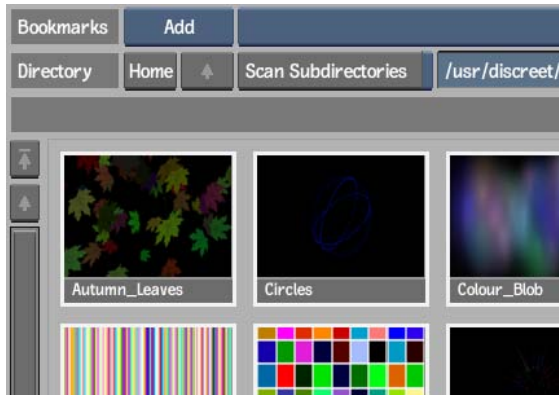 Bookmarks Add
Directory Home Scan Subdirectories /usr/discreet/
Autumn_Leaves Circles Colour_Blob